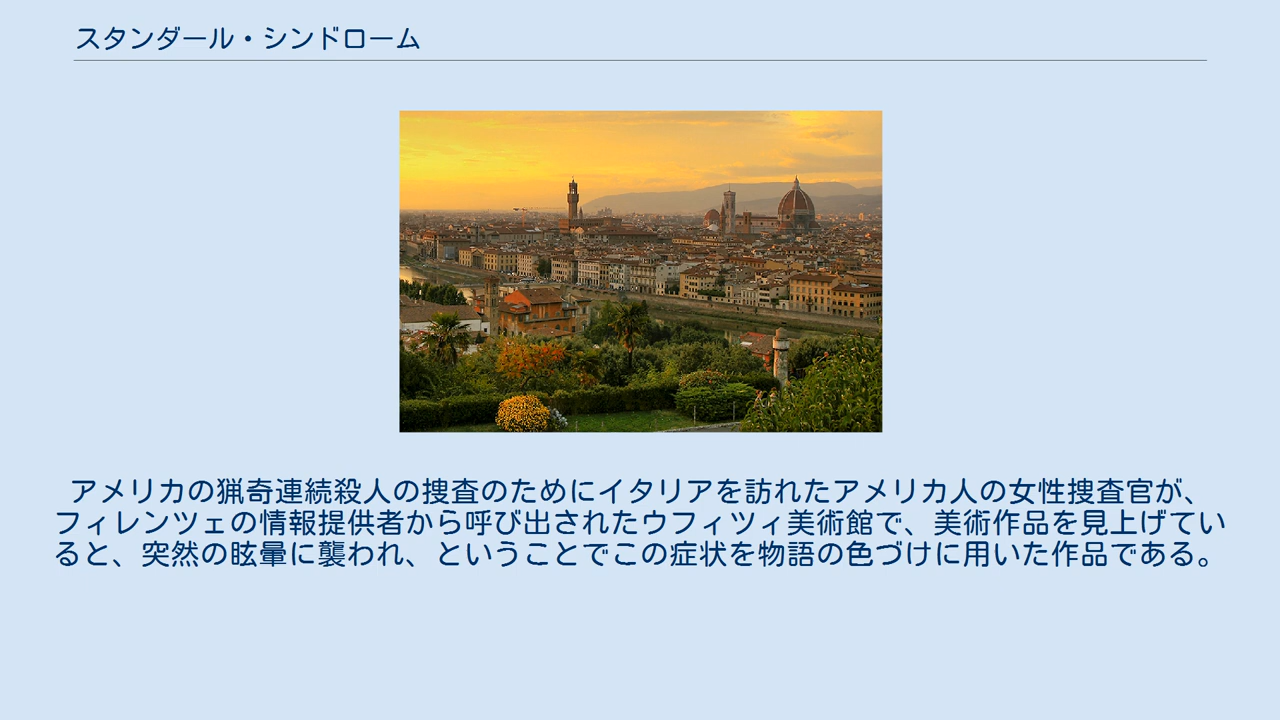 スタンダール・シンドローム
アメリカの猟奇連続殺人の捜査のためにイタリアを訪れたアメリカ人の女性捜査官が、
フィレンツェの情報提供者から呼び出されたウフィツィ美術館で、美術作品を見上げてい
ると、突然の眩暈に襲われ、ということでこの症状を物語の色づけに用いた作品である。